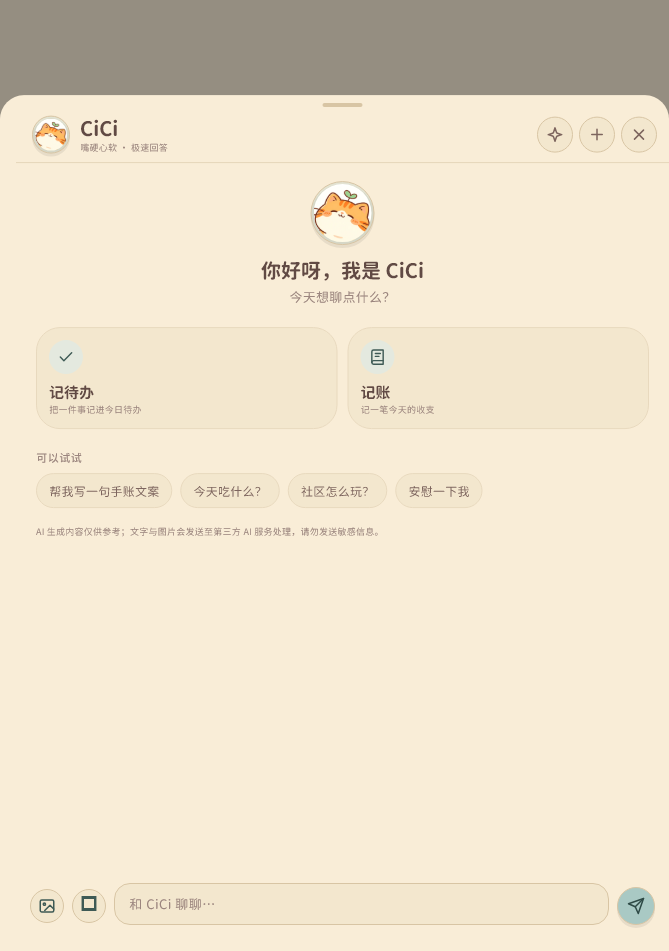 CiCi
嘴硬心软 · 极速回答
你好呀，我是 CiCi
今天想聊点什么？
记待办
把一件事记进今日待办
记账
记一笔今天的收支
可以试试
帮我写一句手账文案
今天吃什么？
社区怎么玩？
安慰一下我
AI 生成内容仅供参考；文字与图片会发送至第三方 AI 服务处理，请勿发送敏感信息。
和 CiCi 聊聊···